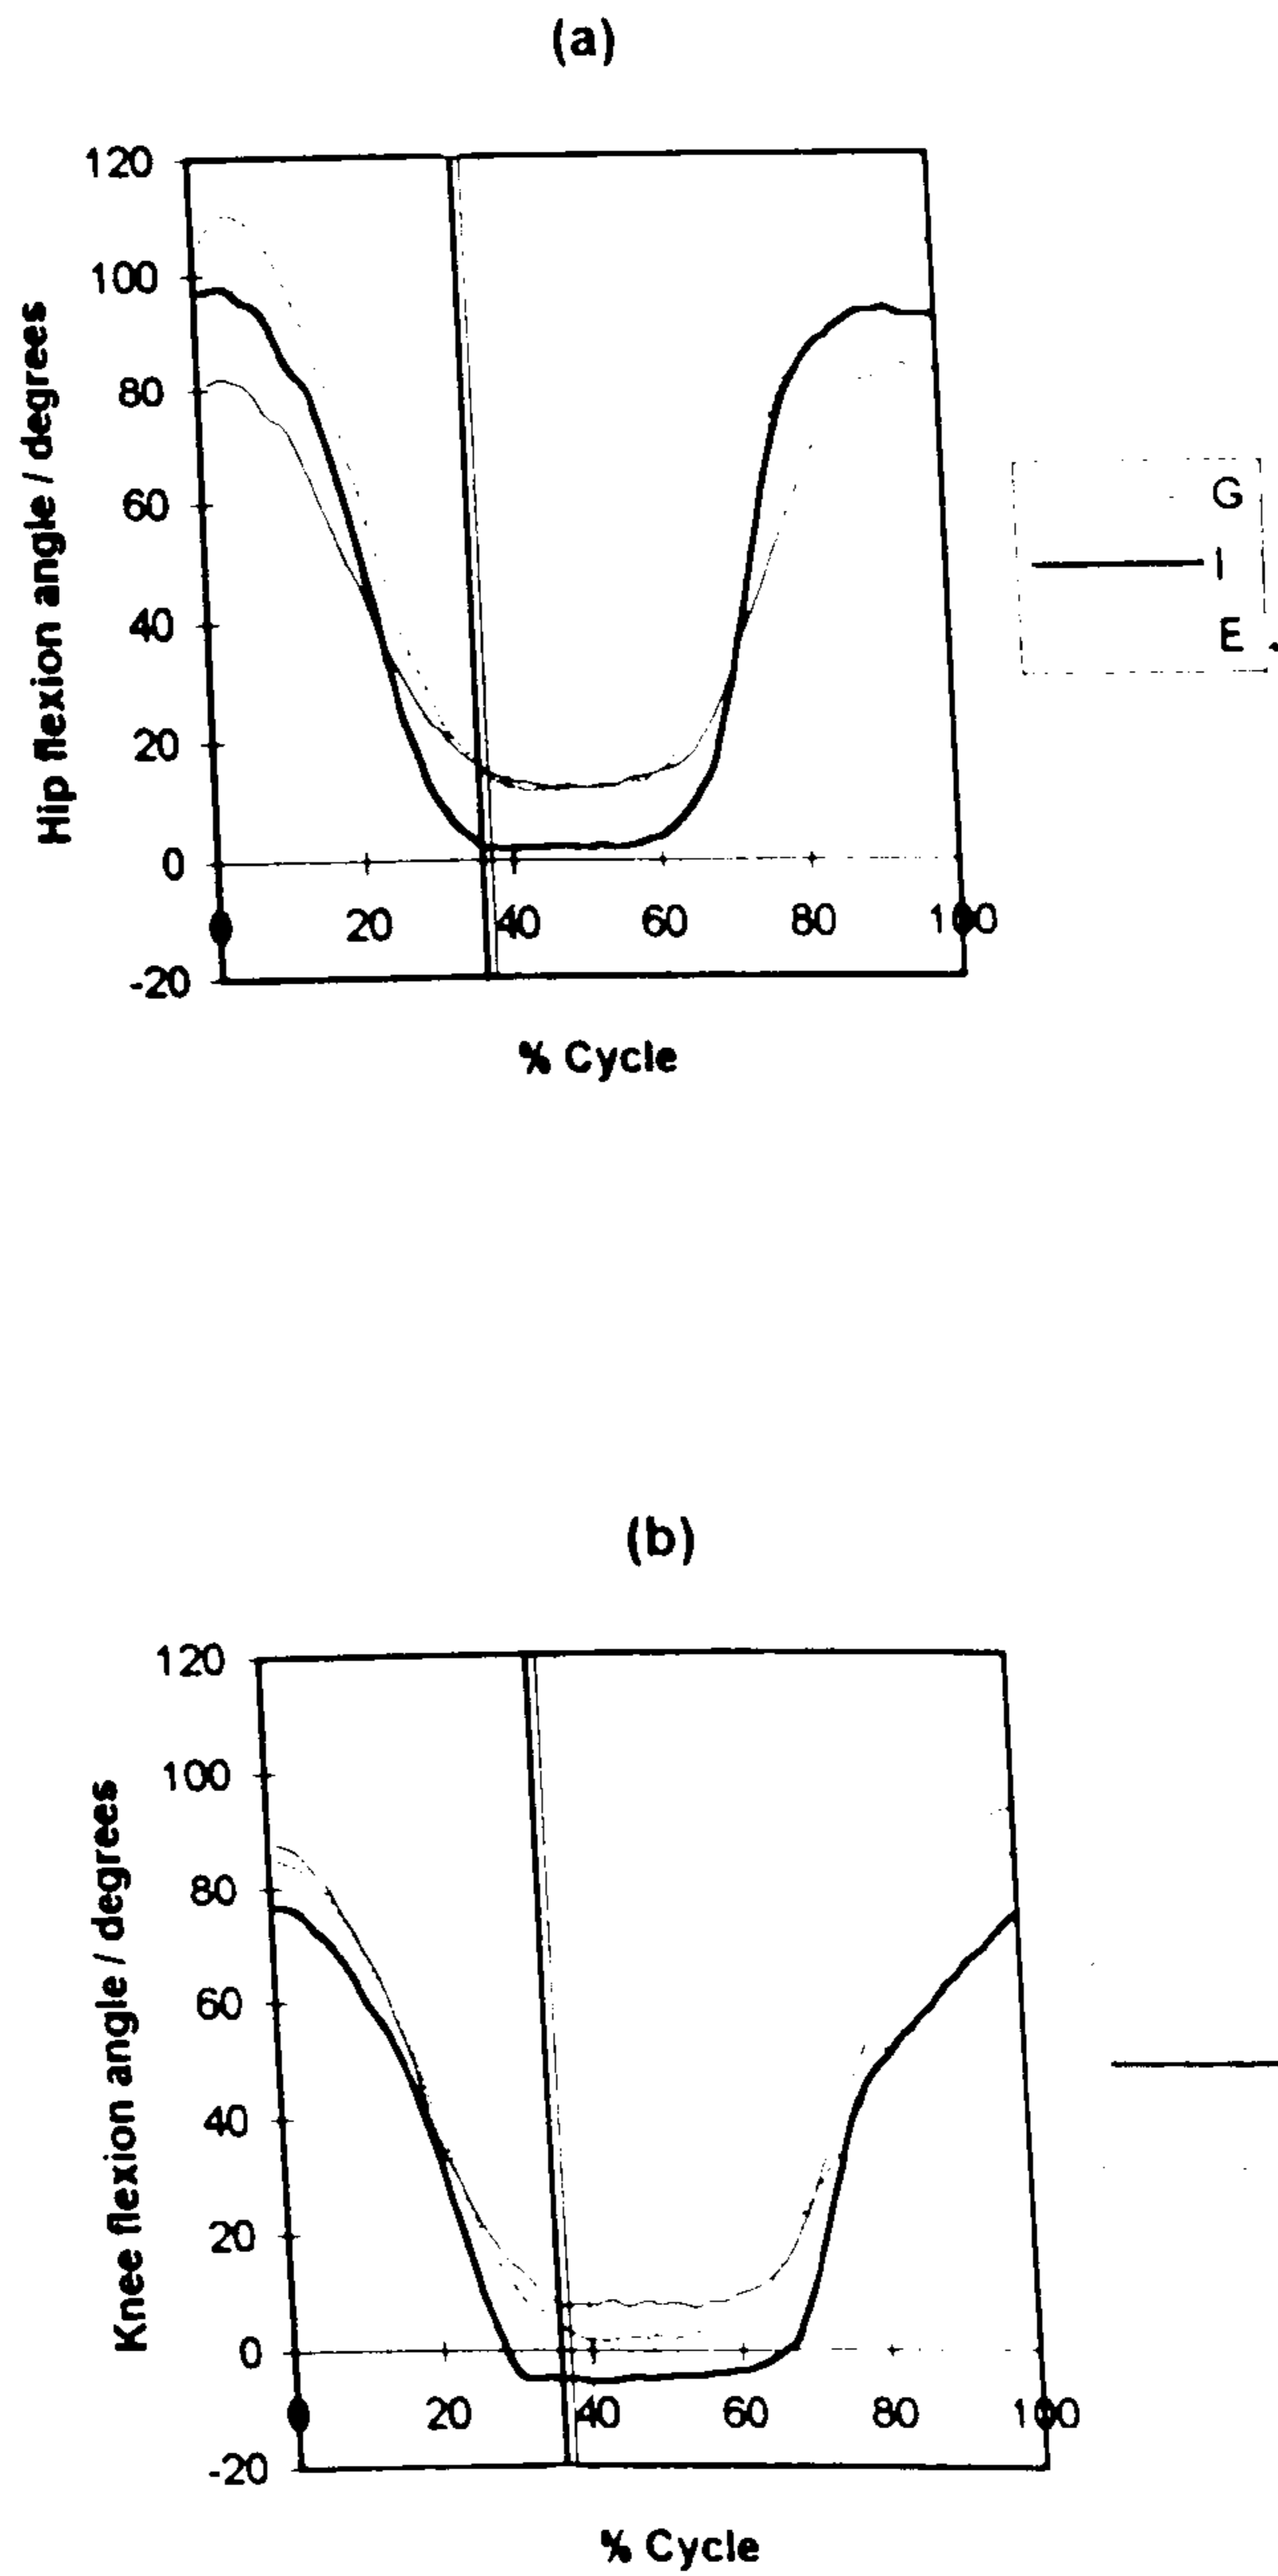 (a)
120
100
80
60
40
20
0
-20
Hip flexion angle / degrees
20 40 60 80 100
% Cycle
G
I
E
(b)
120
100
80
60
40
20
0
-20
Knee flexion angle / degrees
20 40 60 80 100
% Cycle